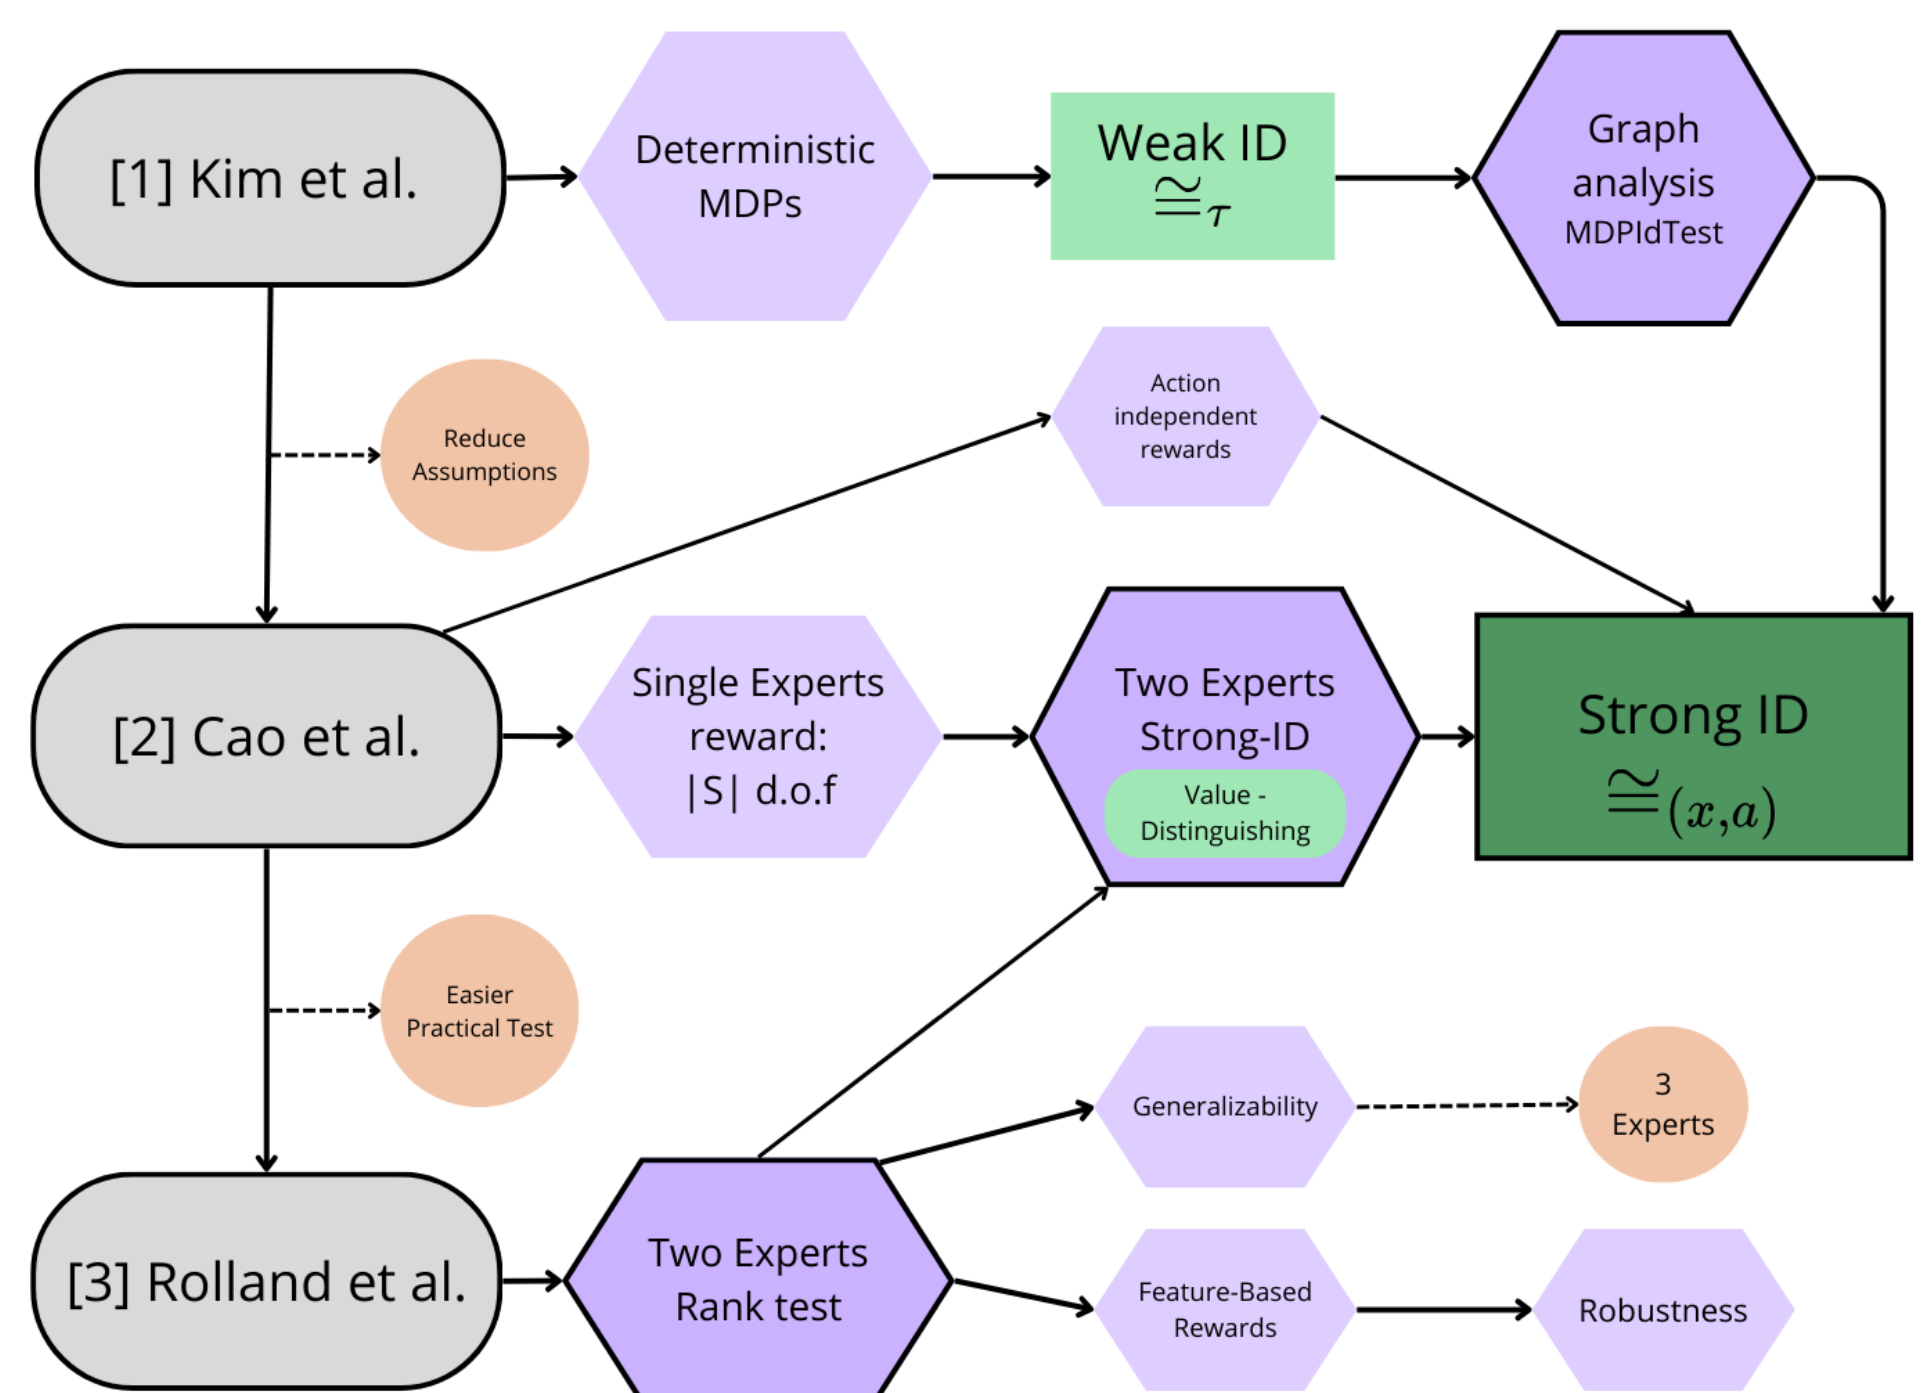 [1] Kim et al.
Deterministic
MDPs
Weak ID
≅τ
Graph
analysis
MDPIdTest
Reduce
Assumptions
Action
independent
rewards
[2] Cao et al.
Single Experts
reward:
|S| d.o.f
Two Experts
Strong-ID
Value -
Distinguishing
Strong ID
≅(x,a)
Easier
Practical Test
Generalizability
3
Experts
[3] Rolland et al.
Two Experts
Rank test
Feature-Based
Rewards
Robustness